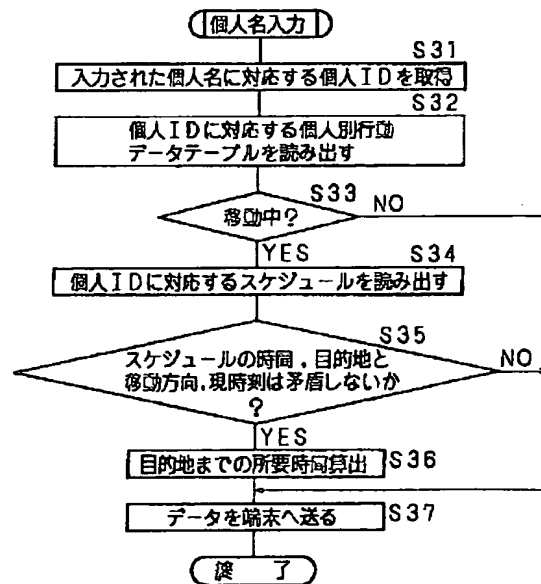 個人名入力
S31
入力された個人名に対応する個人IDを取得
S32
個人IDに対応する個人別行動
データテーブルを読み出す
S33
移動中?
NO
YES
S34
個人IDに対応するスケジュールを読み出す
S35
スケジュールの時間,目的地と
移動方向,現時刻は矛盾しないか
?
NO
YES
目的地までの所要時間算出
S36
データを端末へ送る
S37
終 了